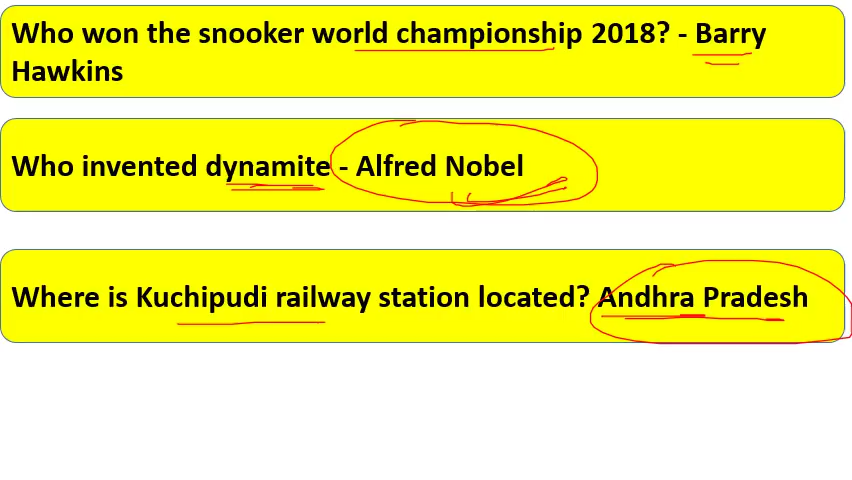 Who won the snooker world championship 2018? - Barry
Hawkins
Who invented dynamite - Alfred Nobel
Where is Kuchipudi railway station located? Andhra Pradesh